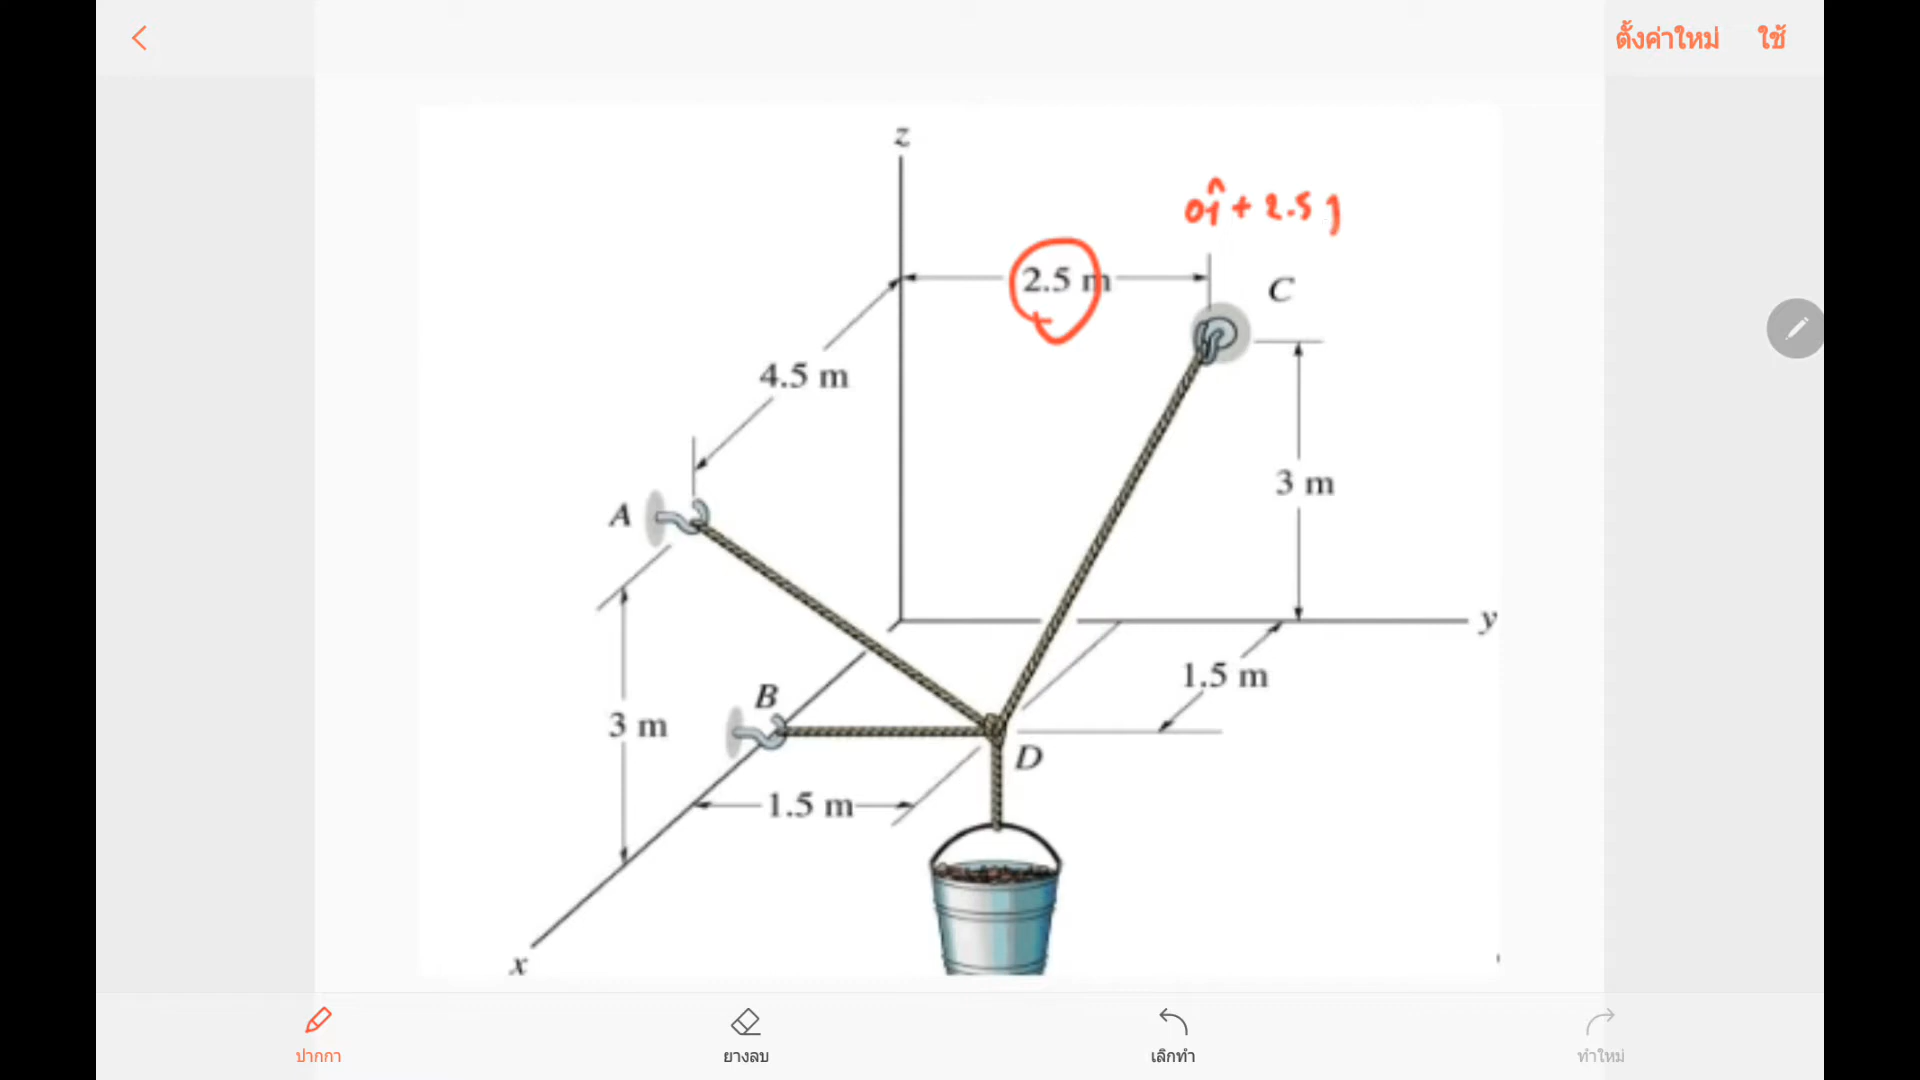 ตั้งค่าใหม่ ใช้
z
0î + 2.5 j
2.5 m
+
C
4.5 m
3 m
A
y
1.5 m
B
3 m
D
1.5 m
x
ปากกา ยางลบ เลิกทำ ทำใหม่